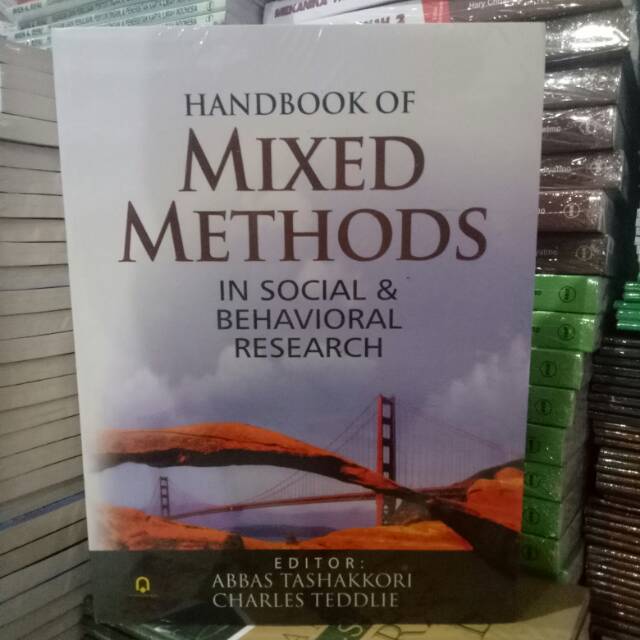 HANDBOOK OF
MIXED
METHODS
IN SOCIAL &
BEHAVIORAL
RESEARCH
EDITOR:
ABBAS TASHAKKORI
CHARLES TEDDLIE